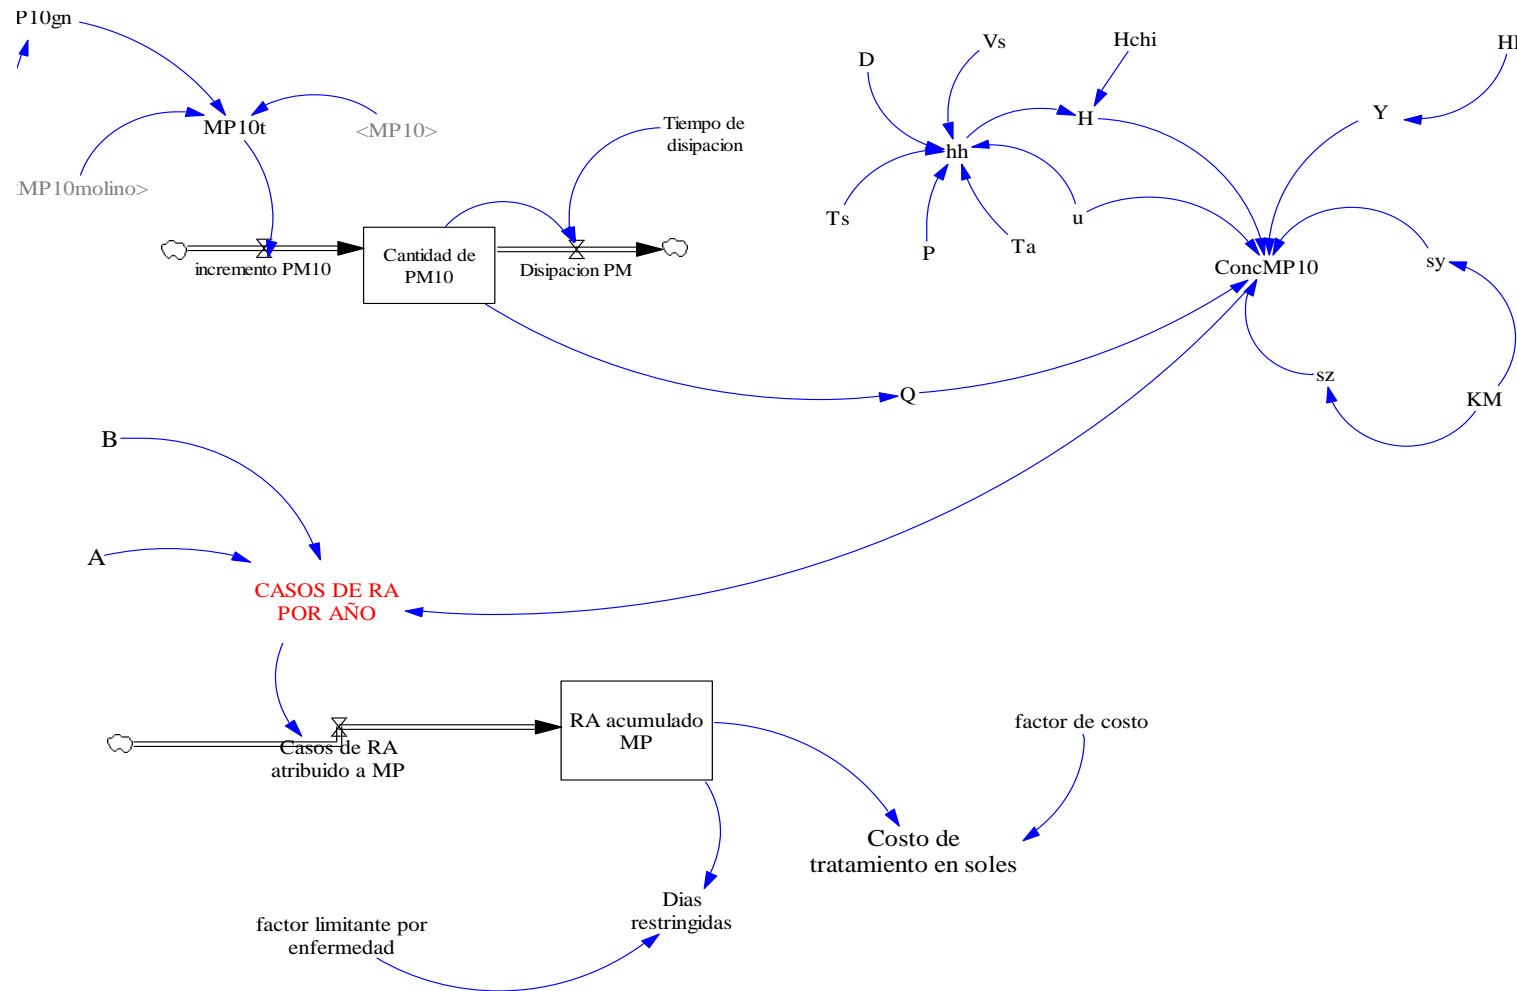 P10gn
MP10t
<MP10>
MP10molino>
Tiempo de
disipacion
incremento PM10
Cantidad de
PM10
Disipacion PM
D
Vs
Hchi
H
hh
Ts
P
Ta
u
Y
ConcMP10
sy
sz
KM
Q
B
A
CASOS DE RA
POR AÑO
Casos de RA
atribuido a MP
RA acumulado
MP
factor de costo
Costo de
tratamiento en soles
Dias
restringidas
factor limitante por
enfermedad